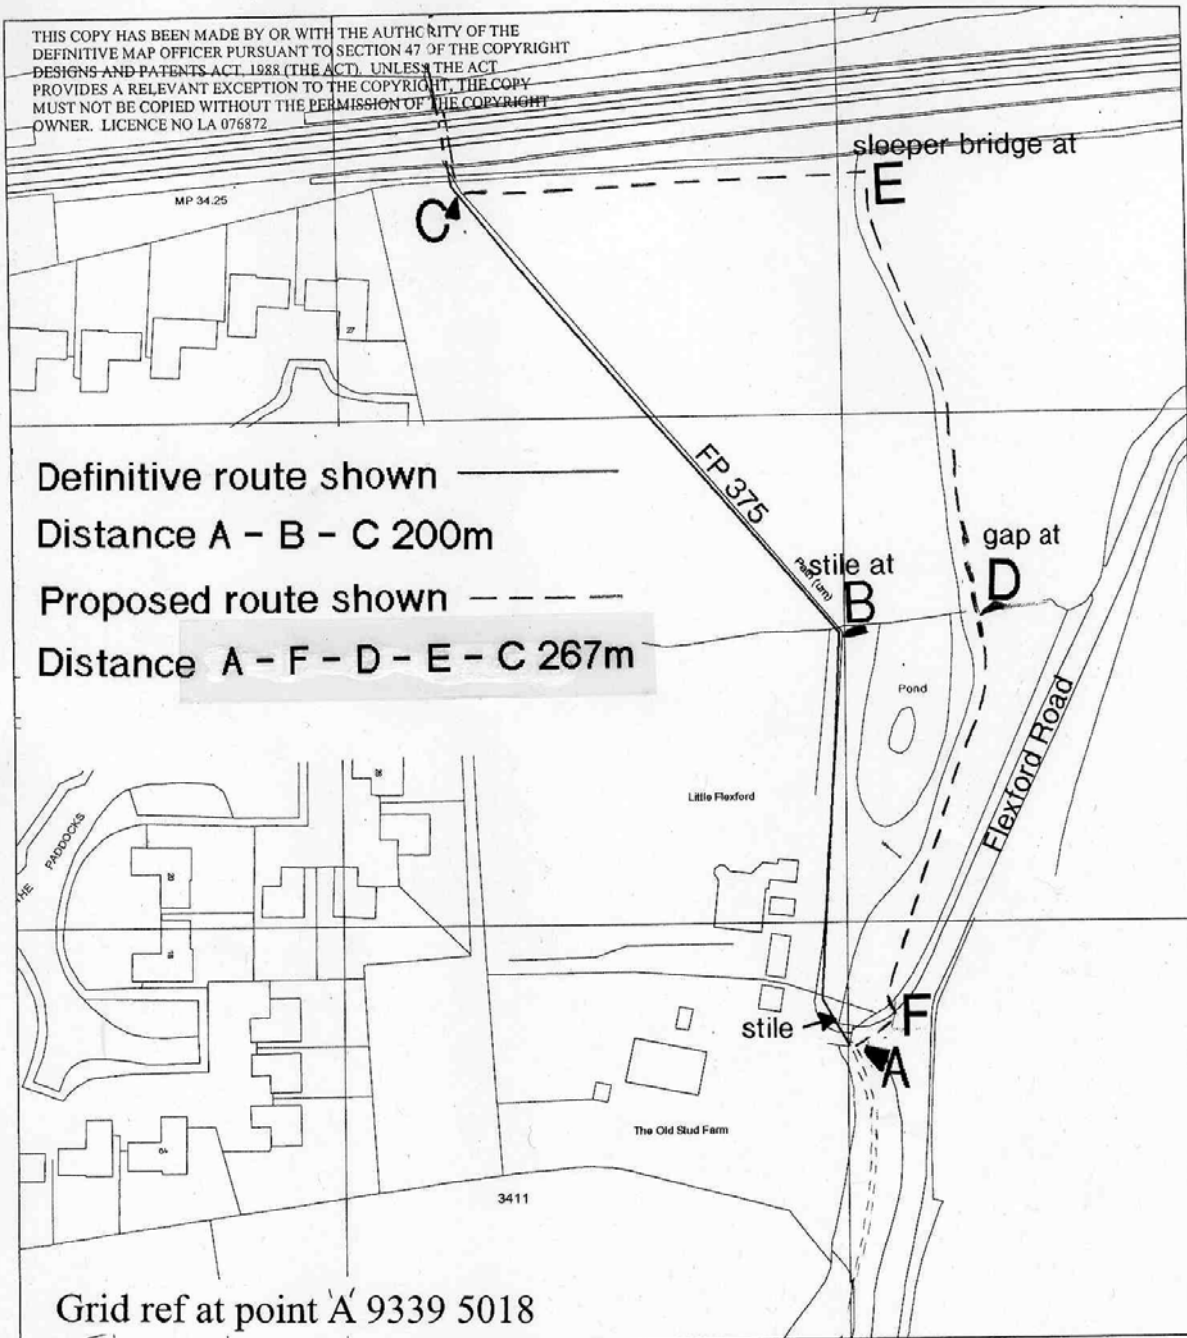 THIS COPY HAS BEEN MADE BY OR WITH THE AUTHORITY OF THE
DEFINITIVE MAP OFFICER PURSUANT TO SECTION 47 OF THE COPYRIGHT
DESIGNS AND PATENTS ACT, 1988 (THE ACT). UNLESS THE ACT
PROVIDES A RELEVANT EXCEPTION TO THE COPYRIGHT, THE COPY
MUST NOT BE COPIED WITHOUT THE PERMISSION OF THE COPYRIGHT
OWNER. LICENCE NO LA 076872
sleeper bridge at
E
MP 34.25
C
27
Definitive route shown
Distance A - B - C 200m
Proposed route shown
Distance A - F - D - E - C 267m
FP 375
Path (um)
stile at
B
gap at
D
Pond
Flexford Road
Little Flexford
THE PADDOCKS
stile
F
A
The Old Stud Farm
64
3411
Grid ref at point 'A' 9339 5018